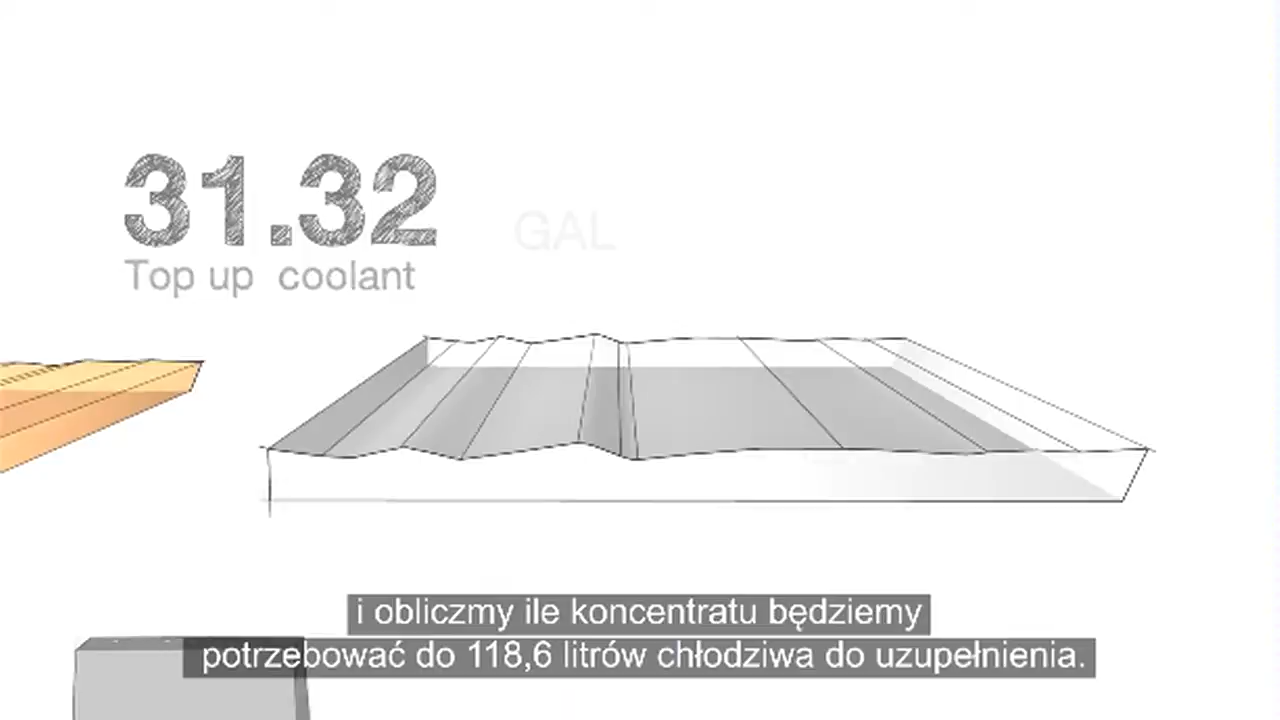 31.32
GAL
Top up coolant
i obliczmy ile koncentratu będziemy
potrzebować do 118,6 litrów chłodziwa do uzupełnienia.